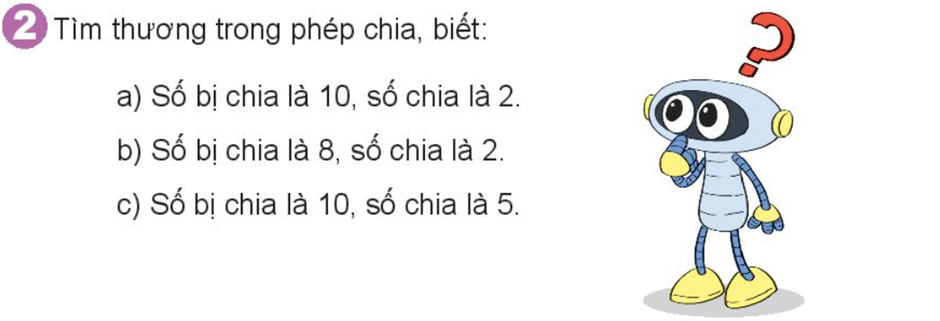 2 Tìm thương trong phép chia, biết:
a) Số bị chia là 10, số chia là 2.
b) Số bị chia là 8, số chia là 2.
c) Số bị chia là 10, số chia là 5.
?